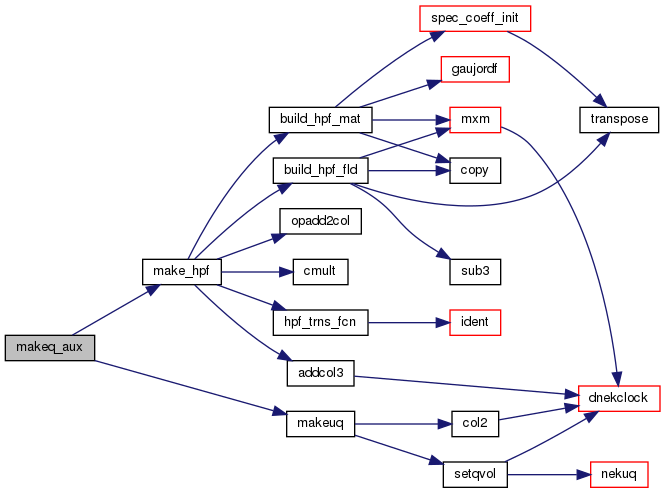 spec_coeff_init
gaujordf
build_hpf_mat
mxm
transpose
build_hpf_fld
copy
opadd2col
make_hpf
cmult
sub3
hpf_trns_fcn
ident
makeq_aux
addcol3
dnekclock
makeuq
col2
setqvol
nekuq